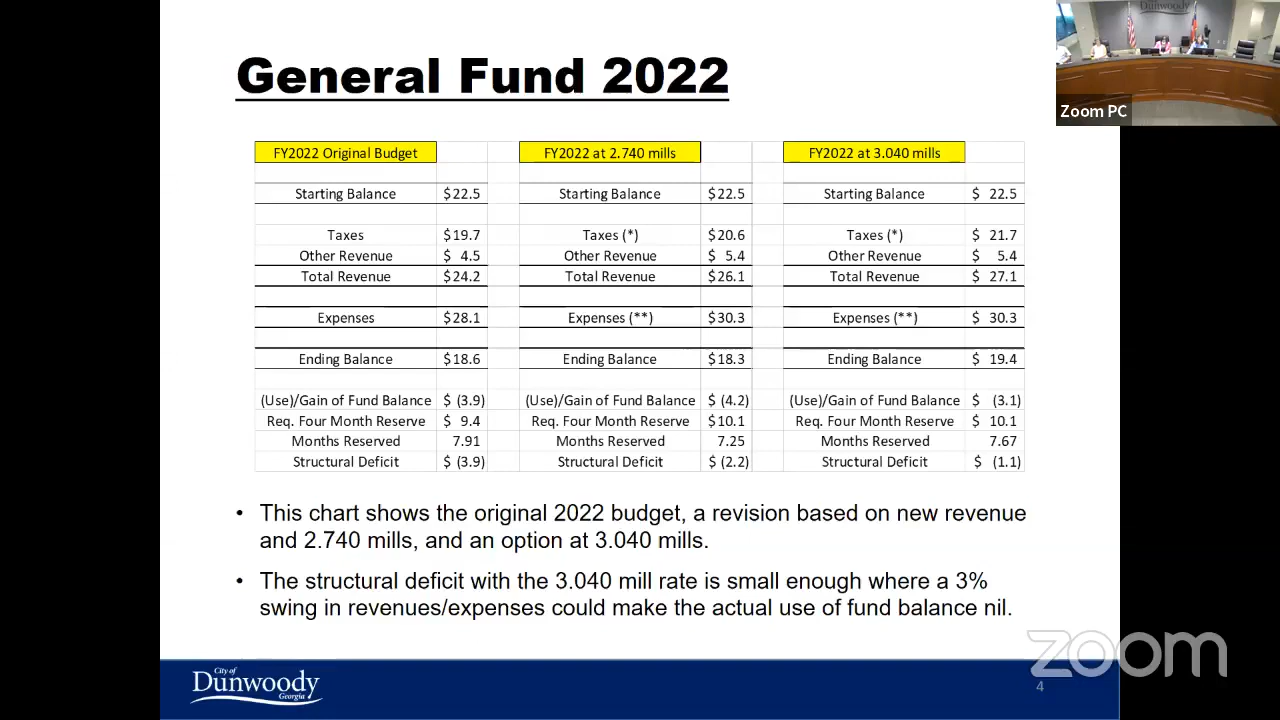 Dunwoody
Zoom PC
General Fund 2022
FY2022 Original Budget FY2022 at 2.740 mills FY2022 at 3.040 mills
Starting Balance $22.5 Starting Balance $22.5 Starting Balance $ 22.5
Taxes $19.7 Taxes (*) $20.6 Taxes (*) $ 21.7
Other Revenue $ 4.5 Other Revenue $ 5.4 Other Revenue $ 5.4
Total Revenue $24.2 Total Revenue $26.1 Total Revenue $ 27.1
Expenses $28.1 Expenses (**) $30.3 Expenses (**) $ 30.3
Ending Balance $18.6 Ending Balance $18.3 Ending Balance $ 19.4
(Use)/Gain of Fund Balance $ (3.9) (Use)/Gain of Fund Balance $ (4.2) (Use)/Gain of Fund Balance $ (3.1)
Req. Four Month Reserve $ 9.4 Req. Four Month Reserve $10.1 Req. Four Month Reserve $ 10.1
Months Reserved 7.91 Months Reserved 7.25 Months Reserved 7.67
Structural Deficit $ (3.9) Structural Deficit $ (2.2) Structural Deficit $ (1.1)
• This chart shows the original 2022 budget, a revision based on new revenue
and 2.740 mills, and an option at 3.040 mills.
• The structural deficit with the 3.040 mill rate is small enough where a 3%
swing in revenues/expenses could make the actual use of fund balance nil.
zoom
City of
Dunwoody
Georgia
4